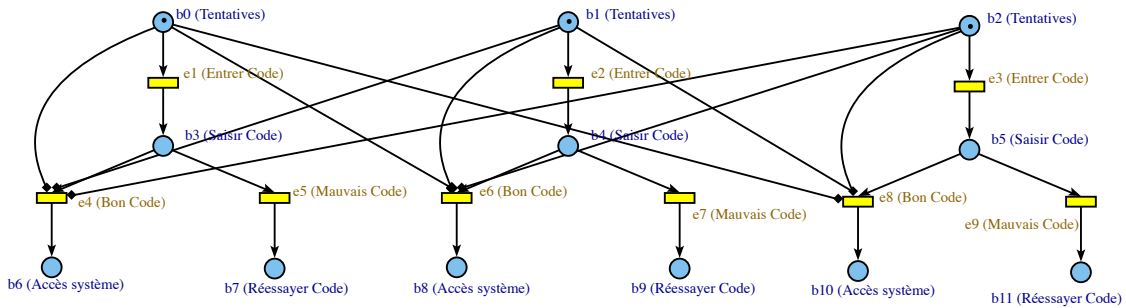 b0 (Tentatives)
b1 (Tentatives)
b2 (Tentatives)
e1 (Entrer Code)
e2 (Entrer Code)
e3 (Entrer Code)
b3 (Saisir Code)
b4 (Saisir Code)
b5 (Saisir Code)
e4 (Bon Code)
e5 (Mauvais Code)
e6 (Bon Code)
e7 (Mauvais Code)
e8 (Bon Code)
e9 (Mauvais Code)
b6 (Accès système)
b7 (Réessayer Code)
b8 (Accès système)
b9 (Réessayer Code)
b10 (Accès système)
b11 (Réessayer Code)